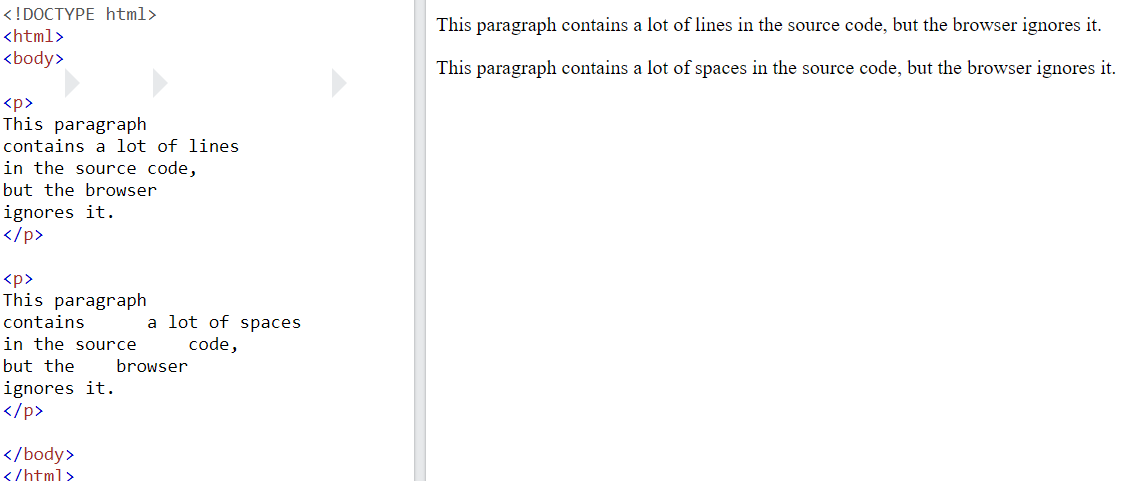 <!DOCTYPE html>
<html>
<body>
<p>
This paragraph
contains a lot of lines
in the source code,
but the browser
ignores it.
</p>
<p>
This paragraph
contains      a lot of spaces
in the source     code,
but the    browser
ignores it.
</p>
</body>
</html>
This paragraph contains a lot of lines in the source code, but the browser ignores it.
This paragraph contains a lot of spaces in the source code, but the browser ignores it.